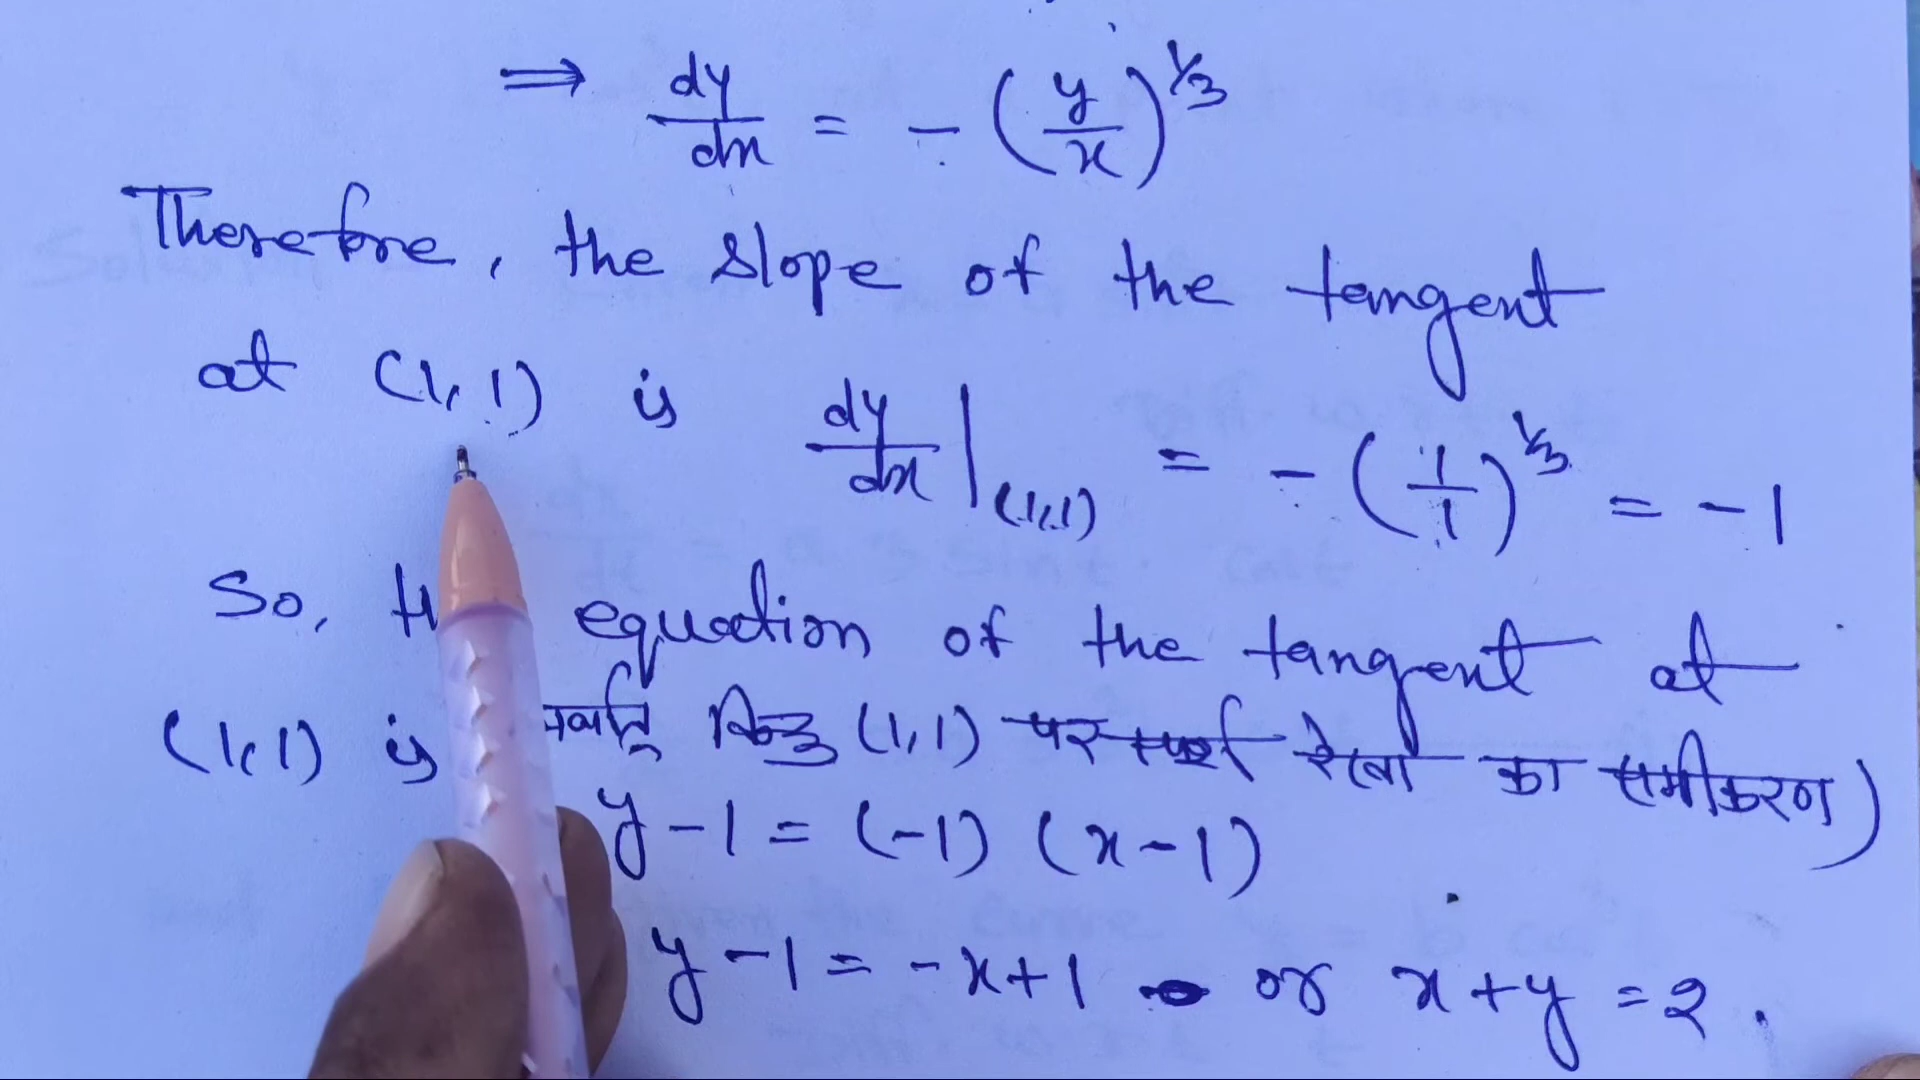 ⇒ dy/dx = - (y/x)^1/3
Therefore, the slope of the tangent
at (1,1) is dy/dx |(1,1) = - (1/1)^1/3 = -1
So, equation of the tangent at
(1,1) is बिन्दु (1,1) पर स्पर्श रेखा का समीकरण)
y-1 = (-1) (x-1)
y-1 = -x+1 or x+y = 2.